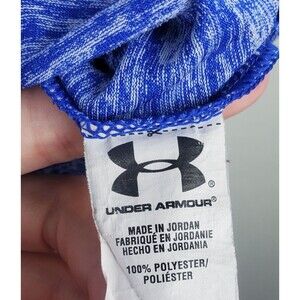 ®
UNDER ARMOUR®
MADE IN JORDAN
FABRIQUÉ EN JORDANIE
HECHO EN JORDANIA
100% POLYESTER/
POLIÉSTER